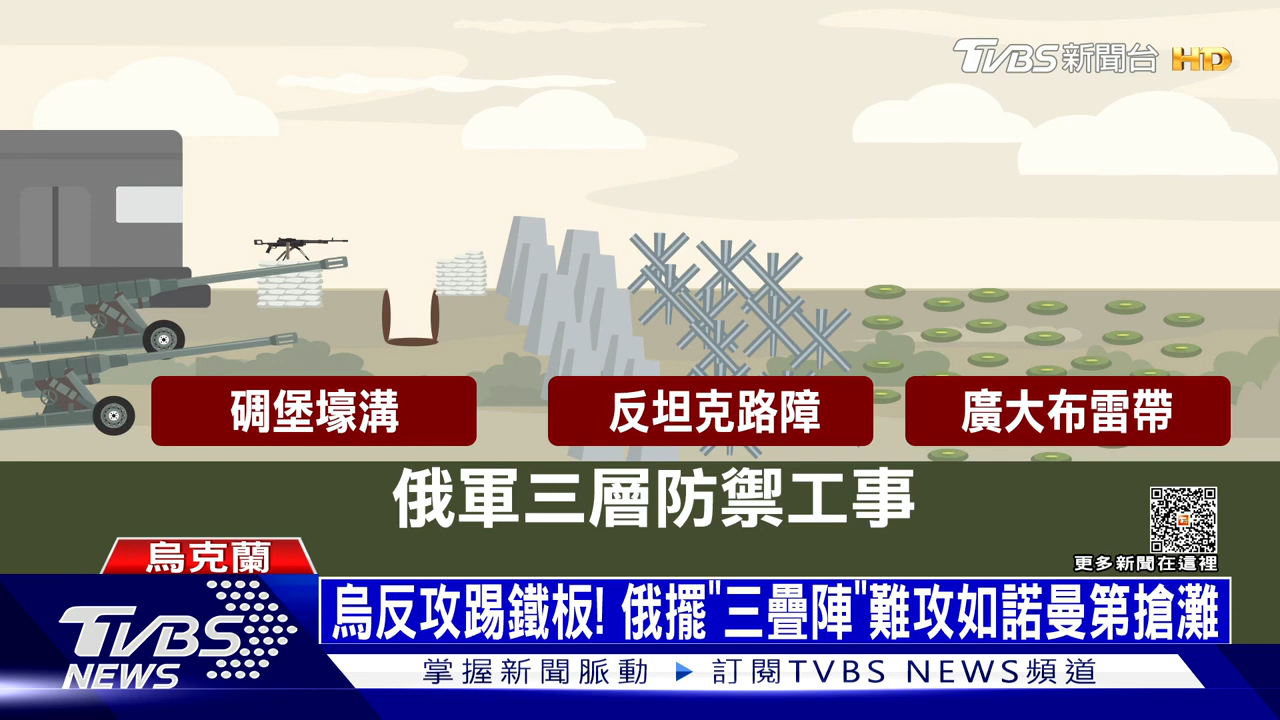 TVBS新聞台 HD
碉堡壕溝
反坦克路障
廣大布雷帶
俄軍三層防禦工事
更多新聞在這裡
烏克蘭
烏反攻踢鐵板! 俄擺"三疊陣"難攻如諾曼第搶灘
TVBS NEWS
掌握新聞脈動 ▶ 訂閱TVBS NEWS頻道